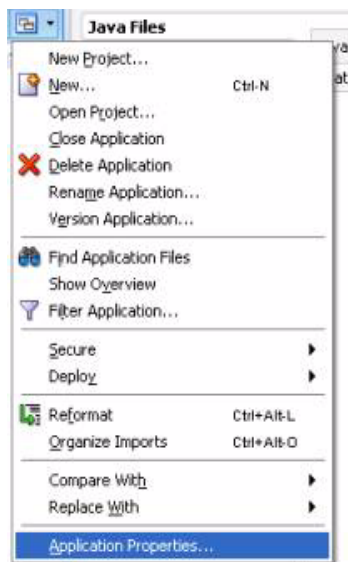 Java Files
New Project...
New... Ctrl-N
Open Project...
Close Application
Delete Application
Rename Application...
Version Application...
Find Application Files
Show Overview
Filter Application...
Secure
Deploy
Reformat Ctrl+Alt-L
Organize Imports Ctrl+Alt-O
Compare With
Replace With
Application Properties...